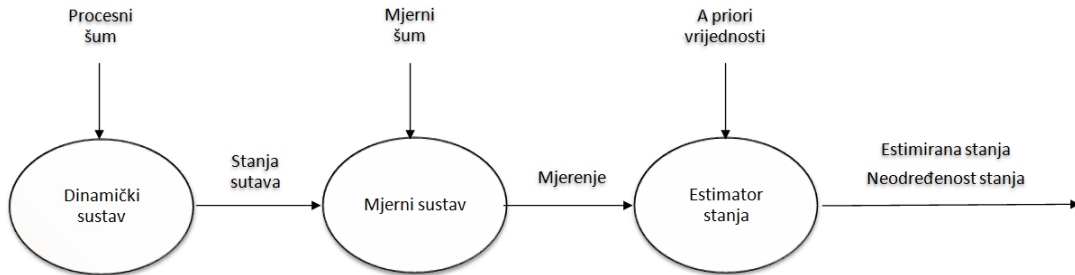 Procesni
šum
Mjerni
šum
A priori
vrijednosti
Dinamički
sustav
Stanja
sutava
Mjerni sustav
Mjerenje
Estimator
stanja
Estimirana stanja
Neodređenost stanja